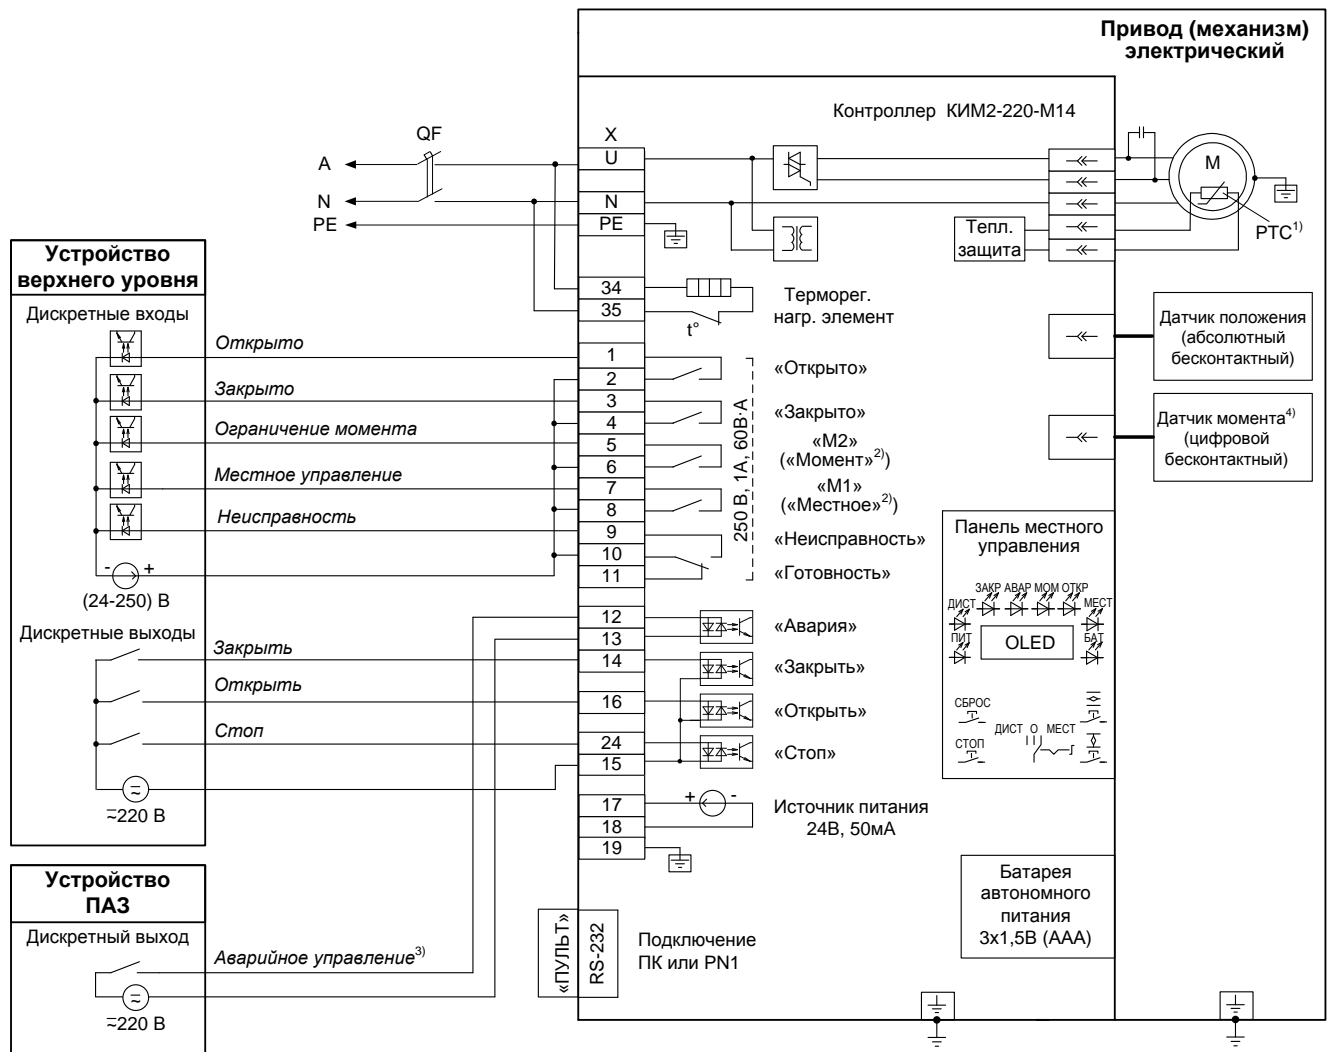 Привод (механизм)
электрический
Контроллер КИМ2-220-М14
QF
X
A
U
N
N
PE
PE
M
PTC1)
Тепл.
защита
Устройство
верхнего уровня
Дискретные входы
Открыто
Закрыто
Ограничение момента
Местное управление
Неисправность
- +
(24-250) В
Дискретные выходы
Закрыть
Открыть
Стоп
≂220 В
34
35
1
2
3
4
5
6
7
8
9
10
11
12
13
14
16
24
15
17
18
19
t°
Терморег.
нагр. элемент
«Открыто»
«Закрыто»
«М2»
(«Момент»2))
«М1»
(«Местное»2))
«Неисправность»
«Готовность»
250 В, 1А, 60В·А
«Авария»
«Закрыть»
«Открыть»
«Стоп»
+ -
Источник питания
24В, 50мА
Датчик положения
(абсолютный
бесконтактный)
Датчик момента4)
(цифровой
бесконтактный)
Панель местного
управления
ЗАКР АВАР МОМ ОТКР
ДИСТ
МЕСТ
ПИТ
OLED
БАТ
СБРОС
ДИСТ О МЕСТ
СТОП
Батарея
автономного
питания
3х1,5В (ААА)
Устройство
ПАЗ
Дискретный выход
Аварийное управление3)
≂220 В
«ПУЛЬТ»
RS-232
Подключение
ПК или PN1